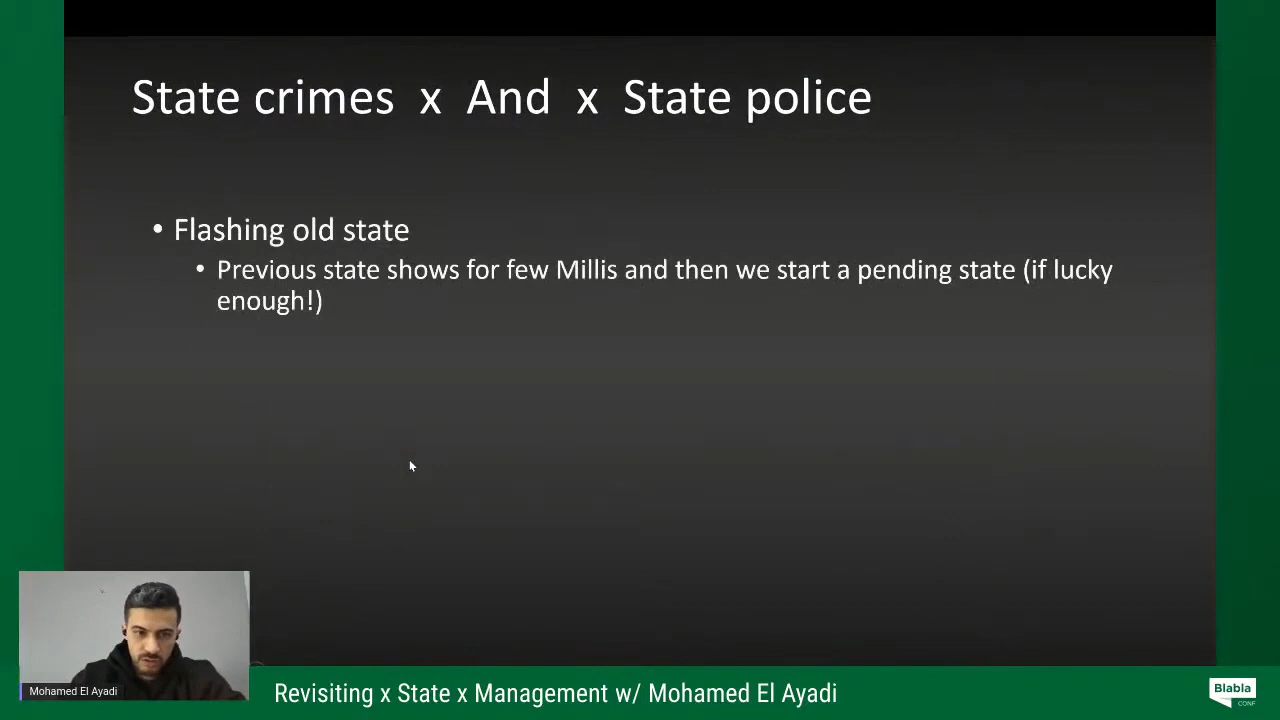 State crimes x And x State police
• Flashing old state
• Previous state shows for few Millis and then we start a pending state (if lucky
enough!)
Mohamed El Ayadi
Revisiting x State x Management w/ Mohamed El Ayadi
Blabla
CONF